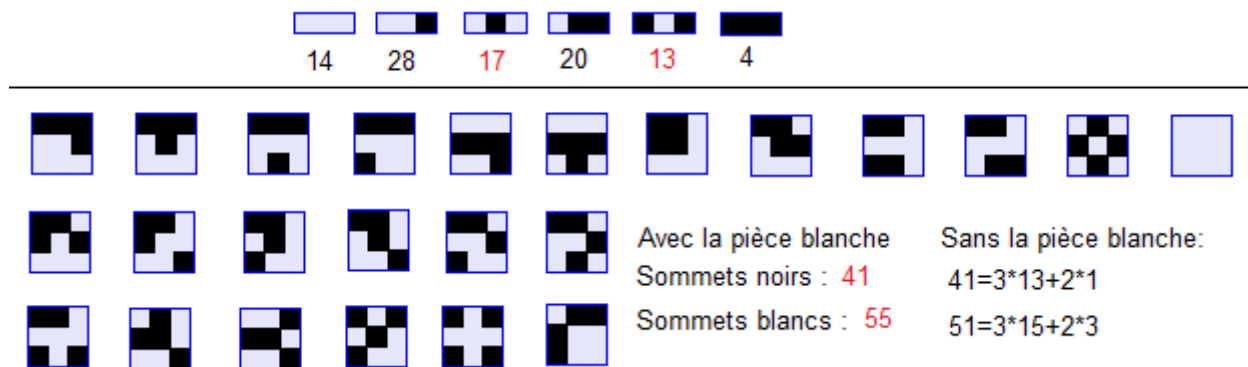 14 28 17 20 13 4
Avec la pièce blanche Sans la pièce blanche:
Sommets noirs : 41 41=3*13+2*1
Sommets blancs : 55 51=3*15+2*3